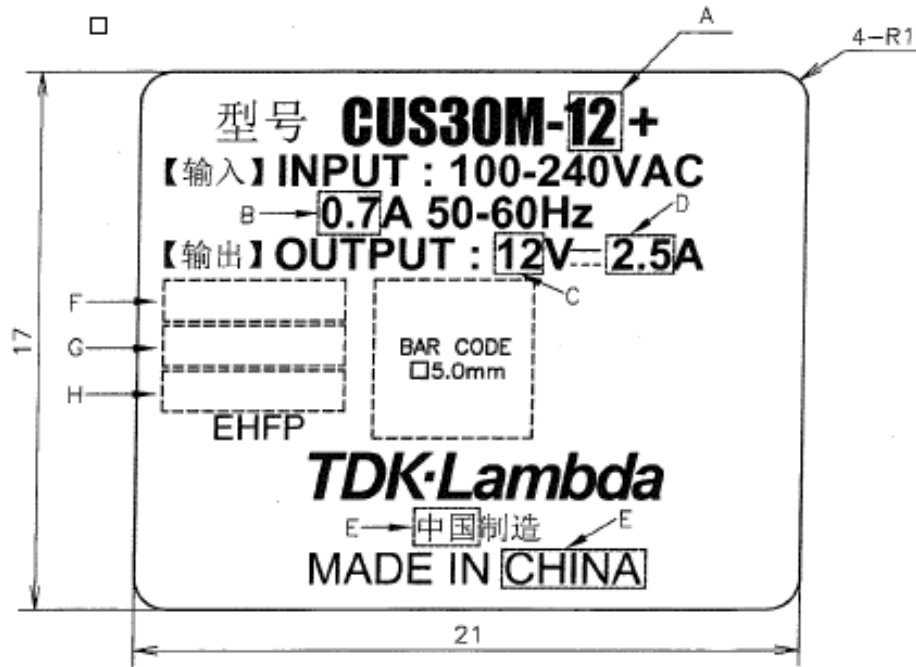 □
A
4-R1
型号 CUS30M-12+
【输入】INPUT : 100-240VAC
B 0.7A 50-60Hz
D
【输出】OUTPUT : 12V⎓2.5A
C
F
G
H
17
BAR CODE
□5.0mm
EHFP
TDK·Lambda
E 中国制造 E
MADE IN CHINA
21